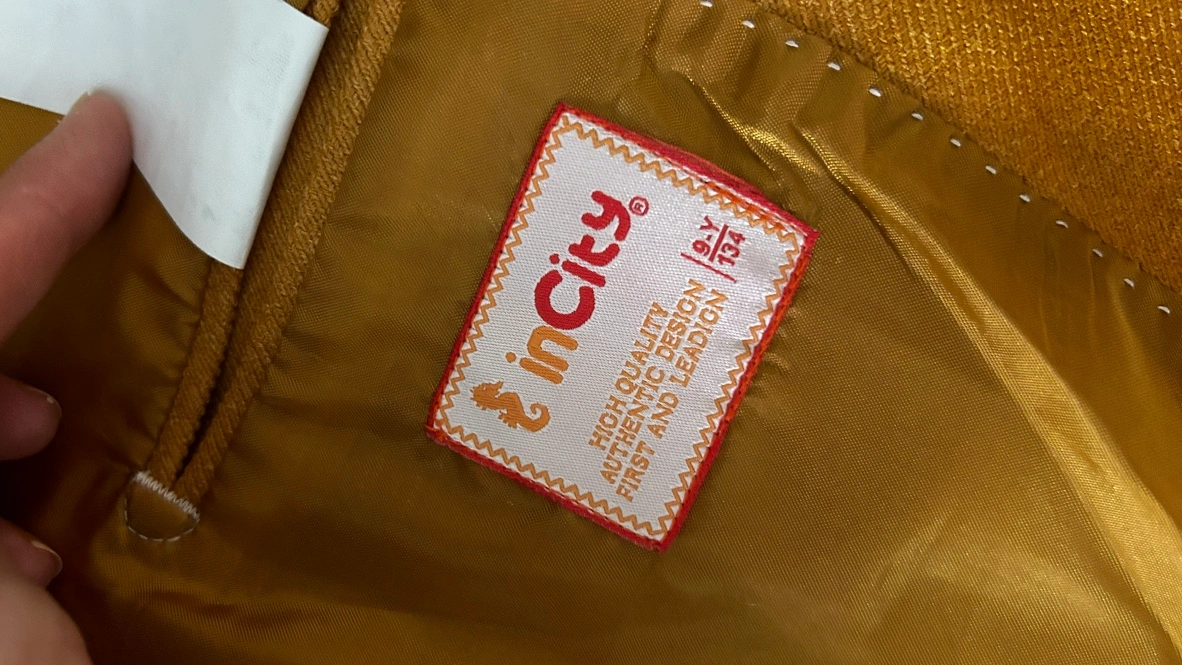 inCity®
9-Y
134
HIGH QUALITY
AUTHENTIC DESIGN
FIRST AND LEADIGN